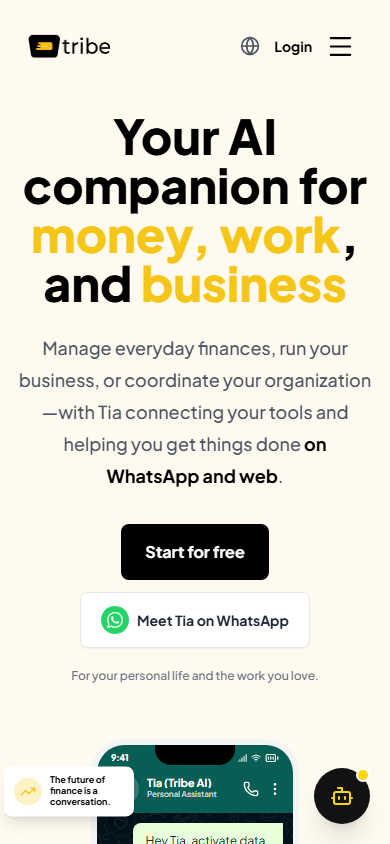 tribe
Login
Your AI
companion for
money, work,
and business
Manage everyday finances, run your
business, or coordinate your organization
—with Tia connecting your tools and
helping you get things done on
WhatsApp and web.
Start for free
Meet Tia on WhatsApp
For your personal life and the work you love.
9:41
Tia (Tribe AI)
Personal Assistant
The future of
finance is a
conversation.
Hey Tia, activate data